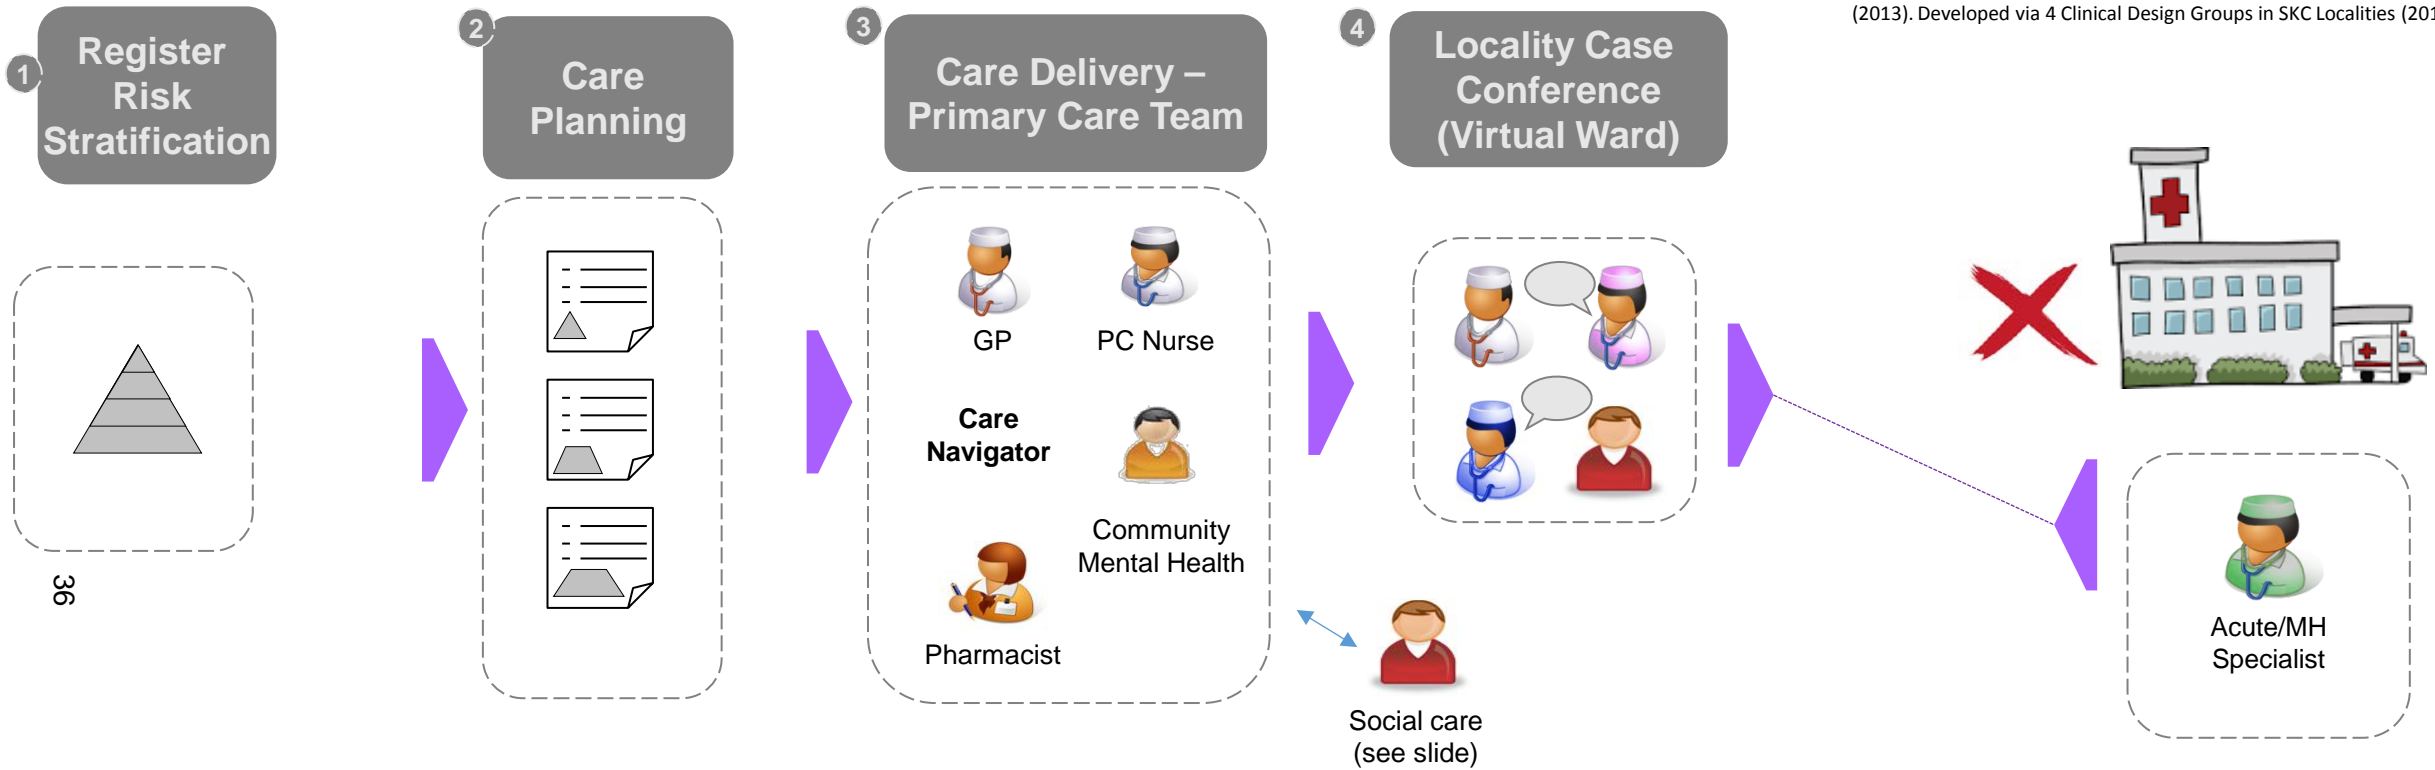 (2013). Developed via 4 Clinical Design Groups in SKC Localities
1
Register
Risk
Stratification
2
Care
Planning
3
Care Delivery –
Primary Care Team
4
Locality Case
Conference
(Virtual Ward)
GP
PC Nurse
Care
Navigator
Community
Mental Health
Pharmacist
Social care
(see slide)
Acute/MH
Specialist
36